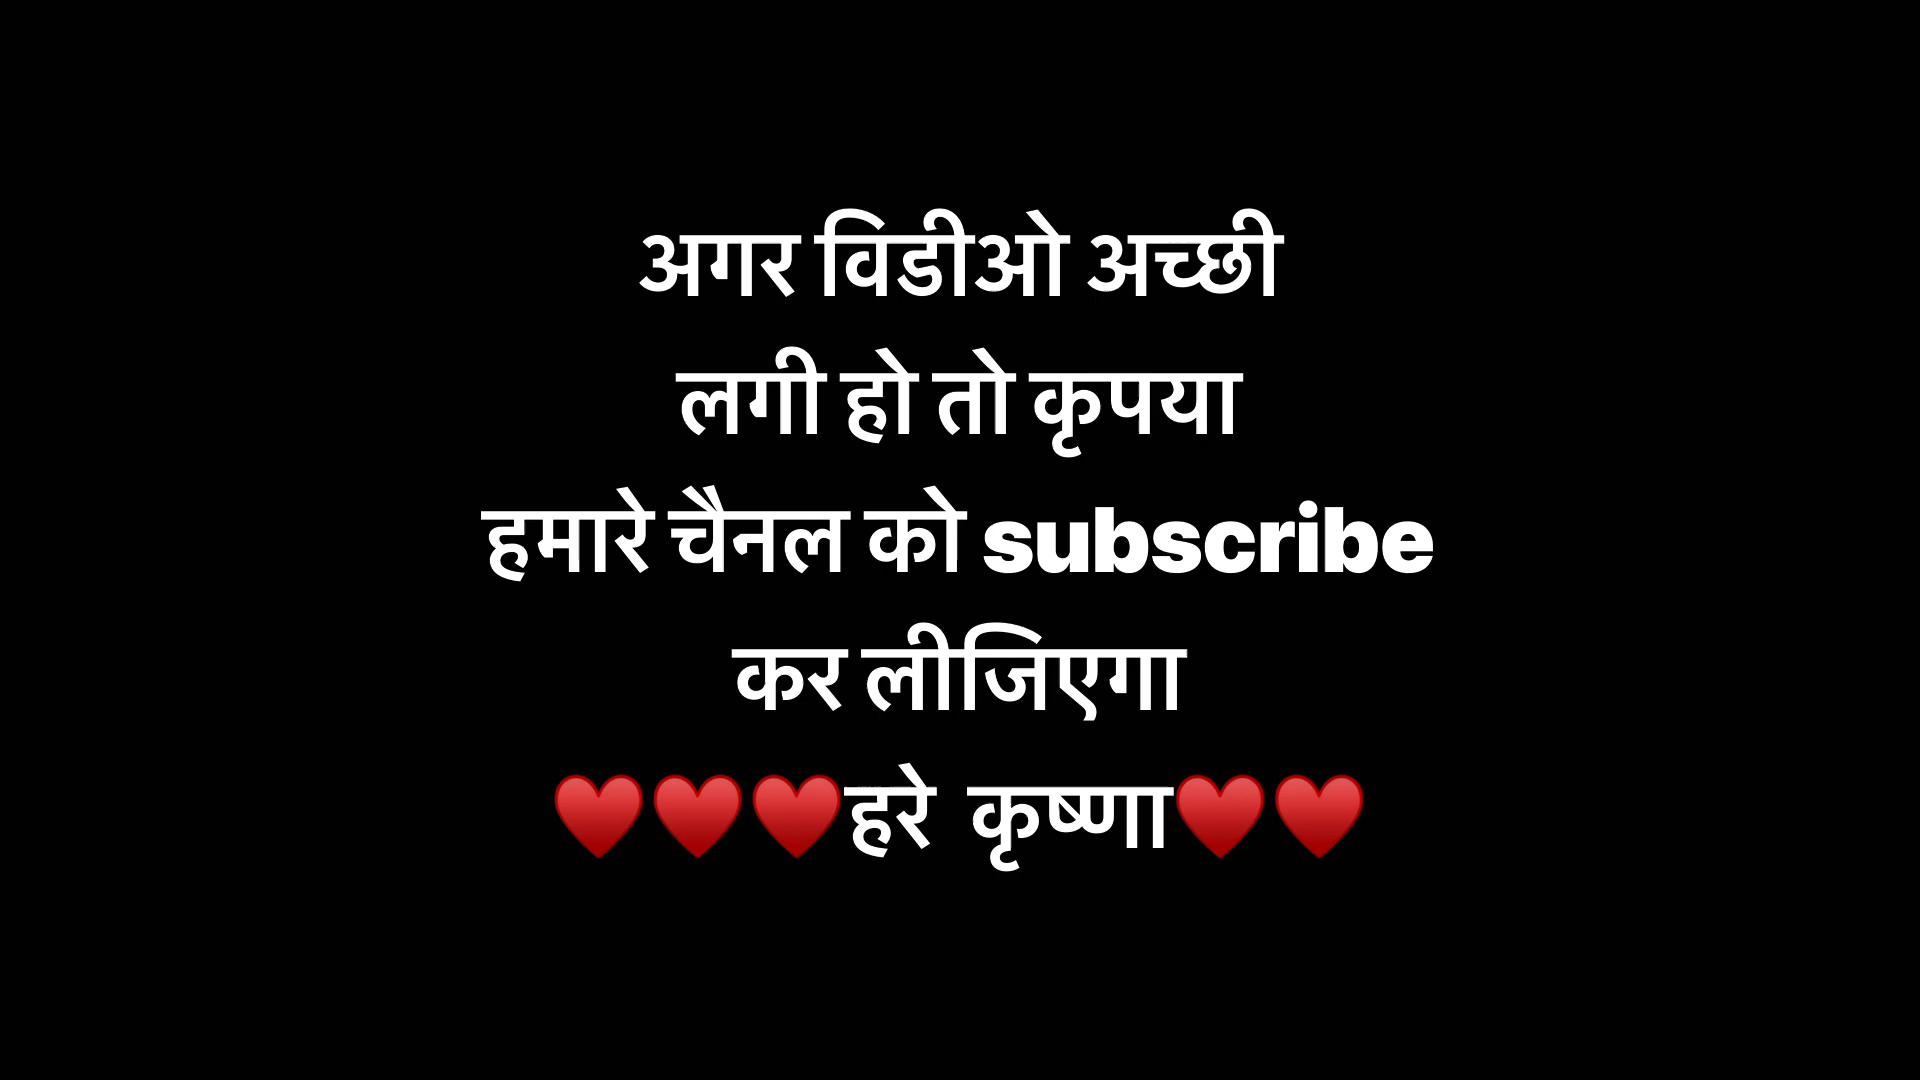 अगर विडीओ अच्छी
लगी हो तो कृपया
हमारे चैनल को subscribe
कर लीजिएगा
♥️♥️♥️हरे  कृष्णा♥️♥️